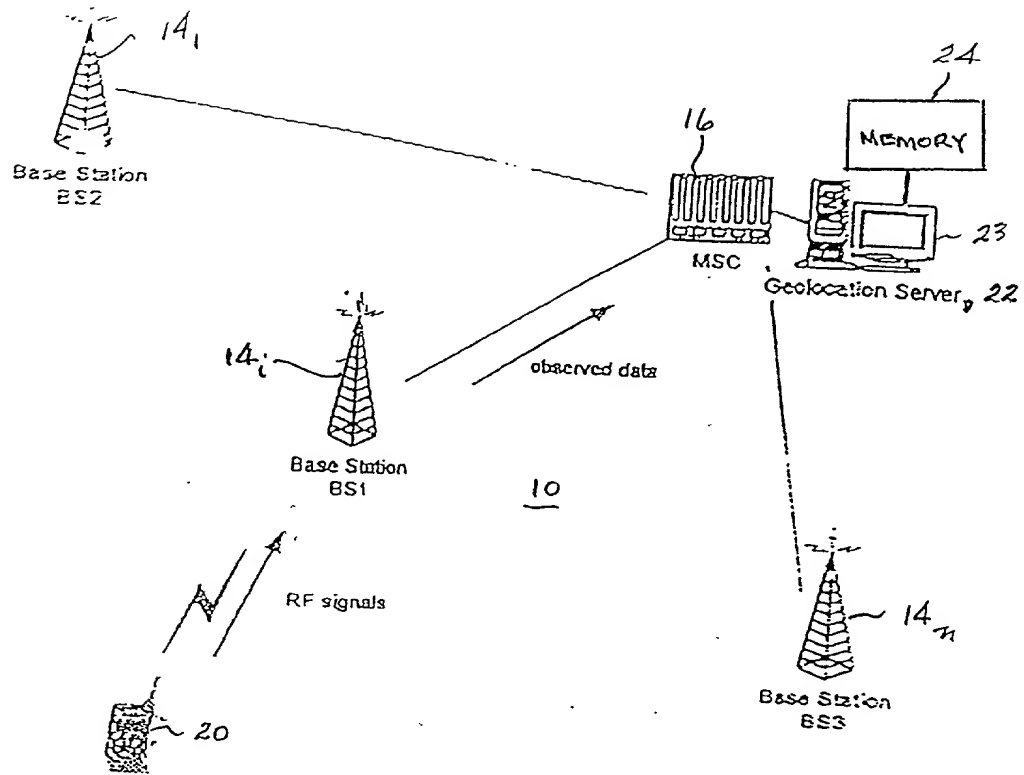 14₁
Base Station
BS2
24
MEMORY
16
23
MSC
Geolocation Server, 22
14ᵢ
observed data
Base Station
BS1
10
RF signals
14ₙ
Base Station
BS3
20